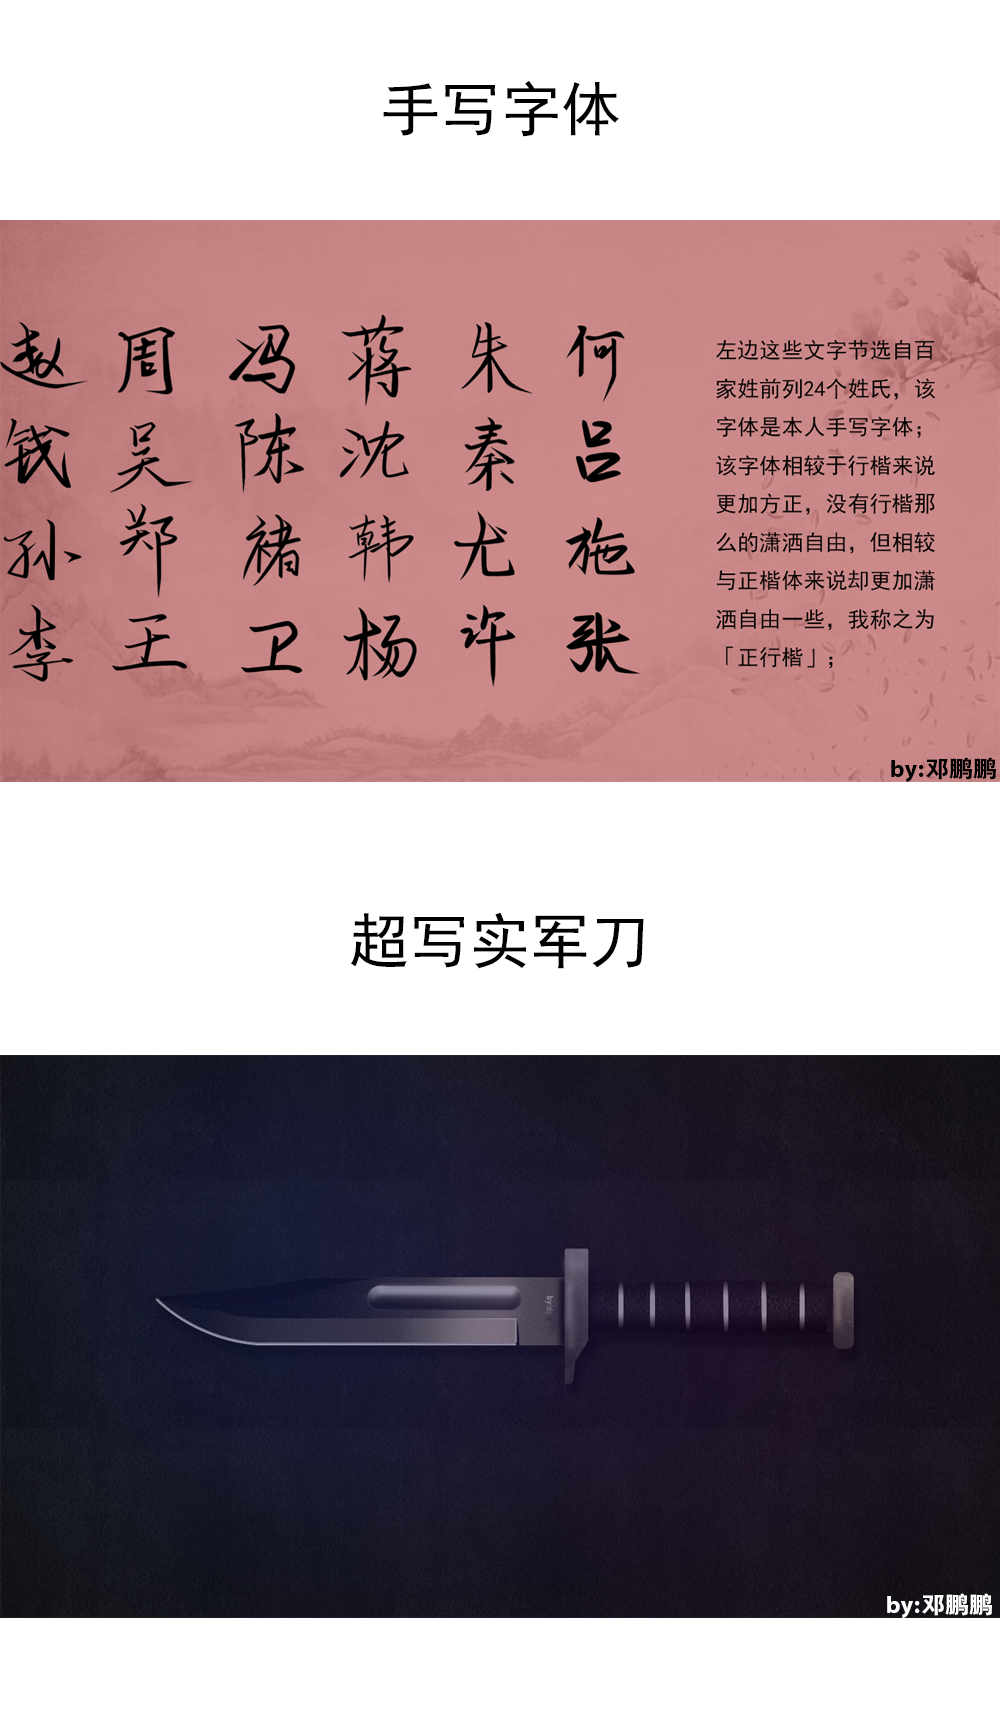 手写字体
赵 周 冯 蒋 朱 何
钱 吴 陈 沈 秦 吕
孙 郑 褚 韩 尤 施
李 王 卫 杨 许 张
左边这些文字节选自百
家姓前列24个姓氏，该
字体是本人手写字体；
该字体相较于行楷来说
更加方正，没有行楷那
么的潇洒自由，但相较
与正楷体来说却更加潇
洒自由一些，我称之为
「正行楷」；
by:邓鹏鹏
超写实军刀
by:邓鹏鹏